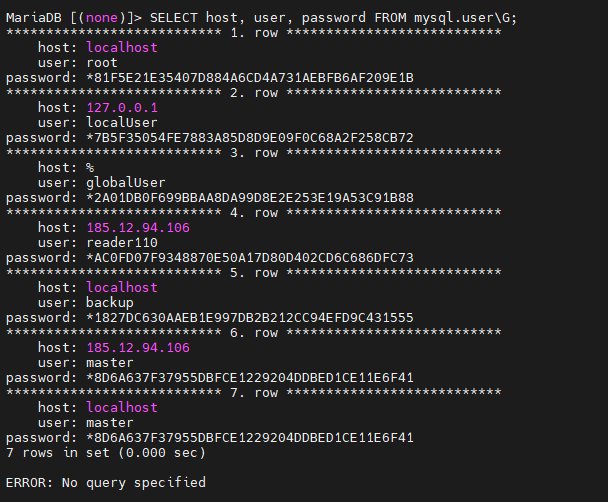 MariaDB [(none)]> SELECT host, user, password FROM mysql.user\G;
*************************** 1. row ***************************
    host: localhost
    user: root
password: *81F5E21E35407D884A6CD4A731AEBFB6AF209E1B
*************************** 2. row ***************************
    host: 127.0.0.1
    user: localUser
password: *7B5F35054FE7883A85D8D9E09F0C68A2F258CB72
*************************** 3. row ***************************
    host: %
    user: globalUser
password: *2A01DB0F699BBAA8DA99D8E2E253E19A53C91B88
*************************** 4. row ***************************
    host: 185.12.94.106
    user: reader110
password: *AC0FD07F9348870E50A17D80D402CD6C686DFC73
*************************** 5. row ***************************
    host: localhost
    user: backup
password: *1827DC630AAEB1E997DB2B212CC94EFD9C431555
*************************** 6. row ***************************
    host: 185.12.94.106
    user: master
password: *8D6A637F37955DBFCE1229204DDBED1CE11E6F41
*************************** 7. row ***************************
    host: localhost
    user: master
password: *8D6A637F37955DBFCE1229204DDBED1CE11E6F41
7 rows in set (0.000 sec)
ERROR: No query specified